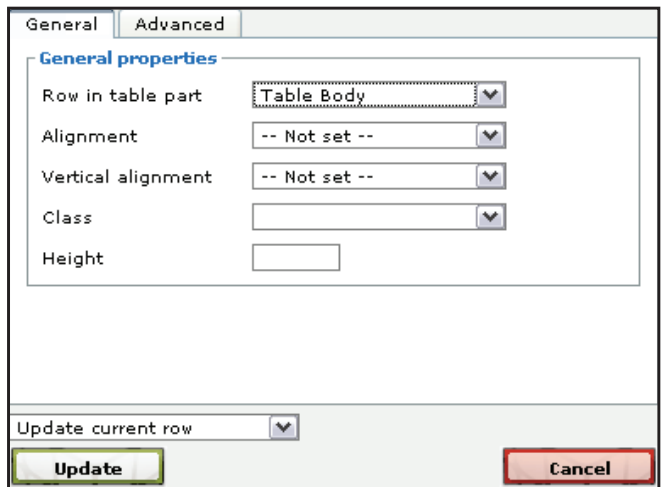 General Advanced
General properties
Row in table part Table Body
Alignment -- Not set --
Vertical alignment -- Not set --
Class
Height
Update current row
Update Cancel